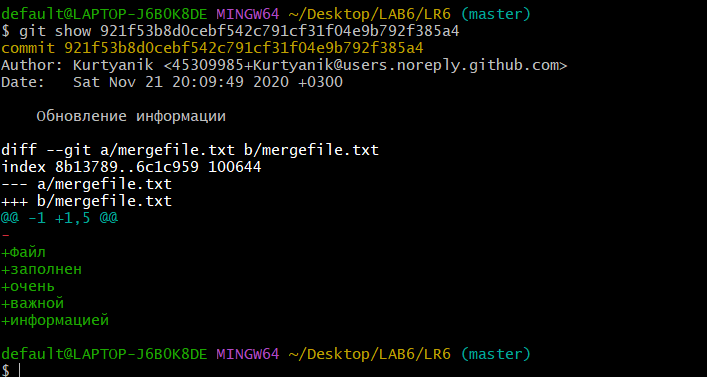 default@LAPTOP-J6BOK8DE MINGW64 ~/Desktop/LAB6/LR6 (master)
$ git show 921f53b8d0cebf542c791cf31f04e9b792f385a4
commit 921f53b8d0cebf542c791cf31f04e9b792f385a4
Author: Kurtyanik <45309985+Kurtyanik@users.noreply.github.com>
Date:   Sat Nov 21 20:09:49 2020 +0300
    Обновление информации
diff --git a/mergefile.txt b/mergefile.txt
index 8b13789..6c1c959 100644
--- a/mergefile.txt
+++ b/mergefile.txt
@@ -1 +1,5 @@
-
+Файл
+заполнен
+очень
+важной
+информацией
default@LAPTOP-J6BOK8DE MINGW64 ~/Desktop/LAB6/LR6 (master)
$